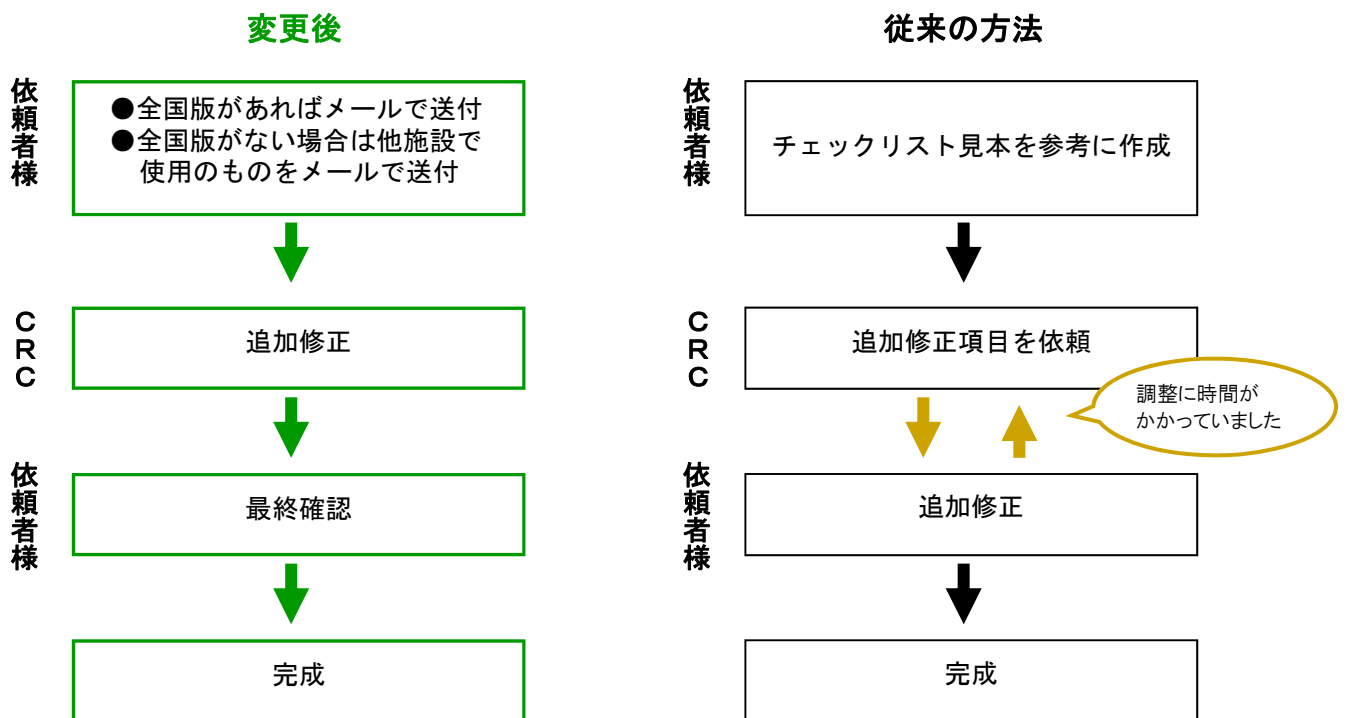 変更後
依頼者様
●全国版があればメールで送付
●全国版がない場合は他施設で
使用のものをメールで送付
CRC
追加修正
依頼者様
最終確認
完成
従来の方法
依頼者様
チェックリスト見本を参考に作成
CRC
追加修正項目を依頼
調整に時間が
かかっていました
依頼者様
追加修正
完成